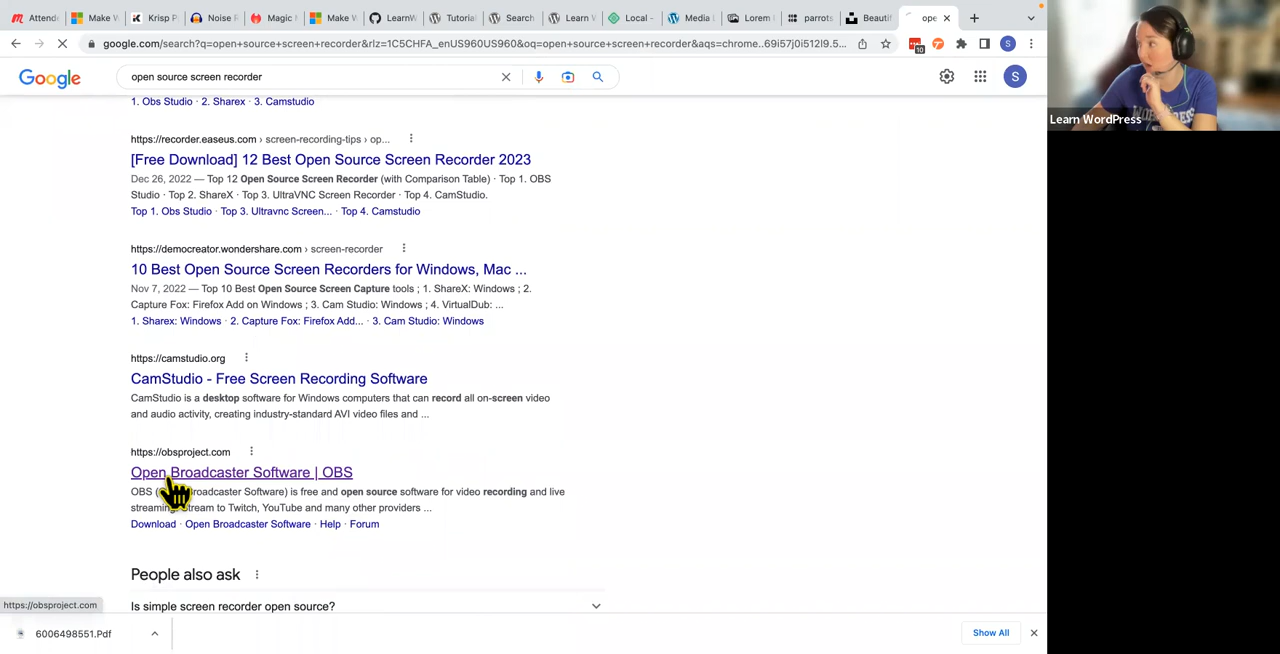 Attend
Make W
Krisp P
Noise R
Magic
Make W
LearnW
Tutoria
Search
Learn V
Local -
Media L
Lorem
parrots
Beautif
ope
google.com/search?q=open+source+screen+recorder&rlz=1C5CHFA_enUS960US960&oq=open+source+screen+recorder&aqs=chrome..69i57j0i512l9.5...
10
S
Google
open source screen recorder
S
1. Obs Studio · 2. Sharex · 3. Camstudio
https://recorder.easeus.com › screen-recording-tips › op...
[Free Download] 12 Best Open Source Screen Recorder 2023
Dec 26, 2022 — Top 12 Open Source Screen Recorder (with Comparison Table) · Top 1. OBS
Studio · Top 2. ShareX · Top 3. UltraVNC Screen Recorder · Top 4. CamStudio.
Top 1. Obs Studio · Top 3. Ultravnc Screen... · Top 4. Camstudio
https://democreator.wondershare.com › screen-recorder
10 Best Open Source Screen Recorders for Windows, Mac ...
Nov 7, 2022 — Top 10 Best Open Source Screen Capture tools ; 1. ShareX: Windows ; 2.
Capture Fox: Firefox Add on Windows ; 3. Cam Studio: Windows ; 4. VirtualDub: ...
1. Sharex: Windows · 2. Capture Fox: Firefox Add... · 3. Cam Studio: Windows
https://camstudio.org
CamStudio - Free Screen Recording Software
CamStudio is a desktop software for Windows computers that can record all on-screen video
and audio activity, creating industry-standard AVI video files and ...
https://obsproject.com
Open Broadcaster Software | OBS
OBS (Broadcaster Software) is free and open source software for video recording and live
streaming. Stream to Twitch, YouTube and many other providers ...
Download · Open Broadcaster Software · Help · Forum
People also ask
Is simple screen recorder open source?
https://obsproject.com
6006498551.Pdf
Show All
Learn WordPress